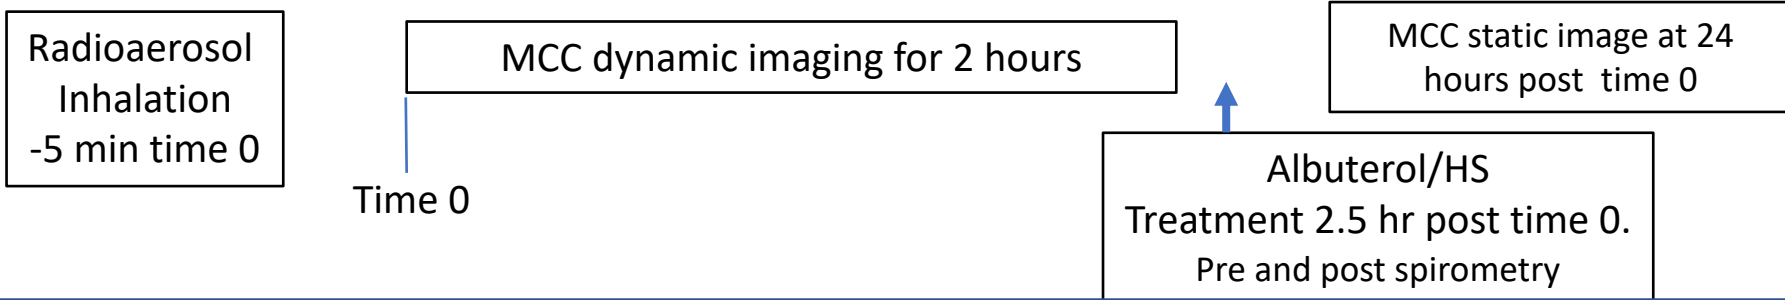 Radioaerosol
Inhalation
-5 min time 0
MCC dynamic imaging for 2 hours
Time 0
MCC static image at 24
hours post time 0
Albuterol/HS
Treatment 2.5 hr post time 0.
Pre and post spirometry